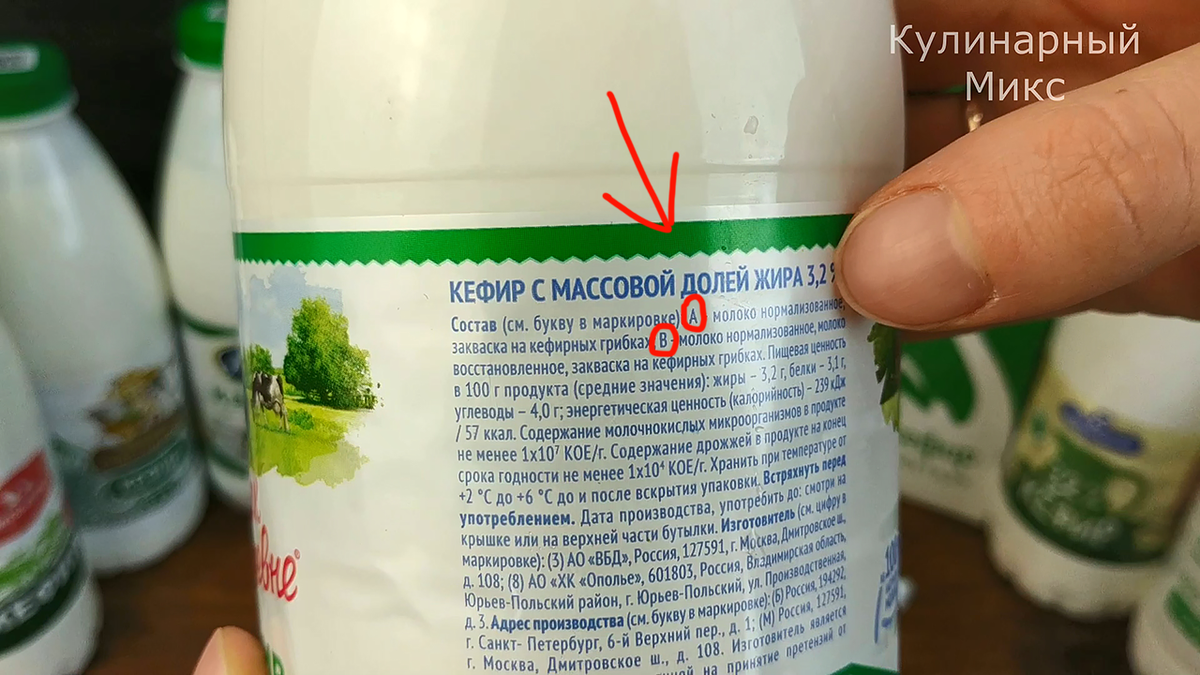 Кулинарный
Микс
КЕФИР С МАССОВОЙ ДОЛЕЙ ЖИРА 3,2
Состав (см. букву в маркировке) А молоко нормализованное,
закваска на кефирных грибках. В - молоко нормализованное, молоко
восстановленное, закваска на кефирных грибках. Пищевая ценность
в 100 г продукта (средние значения): жиры – 3,2 г, белки – 3,1 г,
углеводы – 4,0 г; энергетическая ценность (калорийность) – 239 кДж
/ 57 ккал. Содержание молочнокислых микроорганизмов в продукте
не менее 1х10⁷ КОЕ/г. Содержание дрожжей в продукте на конец
срока годности не менее 1х10⁴ КОЕ/г. Хранить при температуре от
+2 °С до +6 °С до и после вскрытия упаковки. Встряхнуть перед
употреблением. Дата производства, употребить до: смотри на
крышке или на верхней части бутылки. Изготовитель (см. цифру в
маркировке): (3) АО «ВБД», Россия, 127591, г. Москва, Дмитровское ш.,
д. 108; (8) АО «ХК «Ополье», 601803, Россия, Владимирская область,
Юрьев-Польский район, г. Юрьев-Польский, ул. Производственная,
д. 3. Адрес производства (см. букву в маркировке): (Б) Россия, 194292,
г. Санкт- Петербург, 6-й Верхний пер., д. 1; (М) Россия, 127591,
г. Москва, Дмитровское ш., д. 108. Изготовитель является
на принятие претензий от